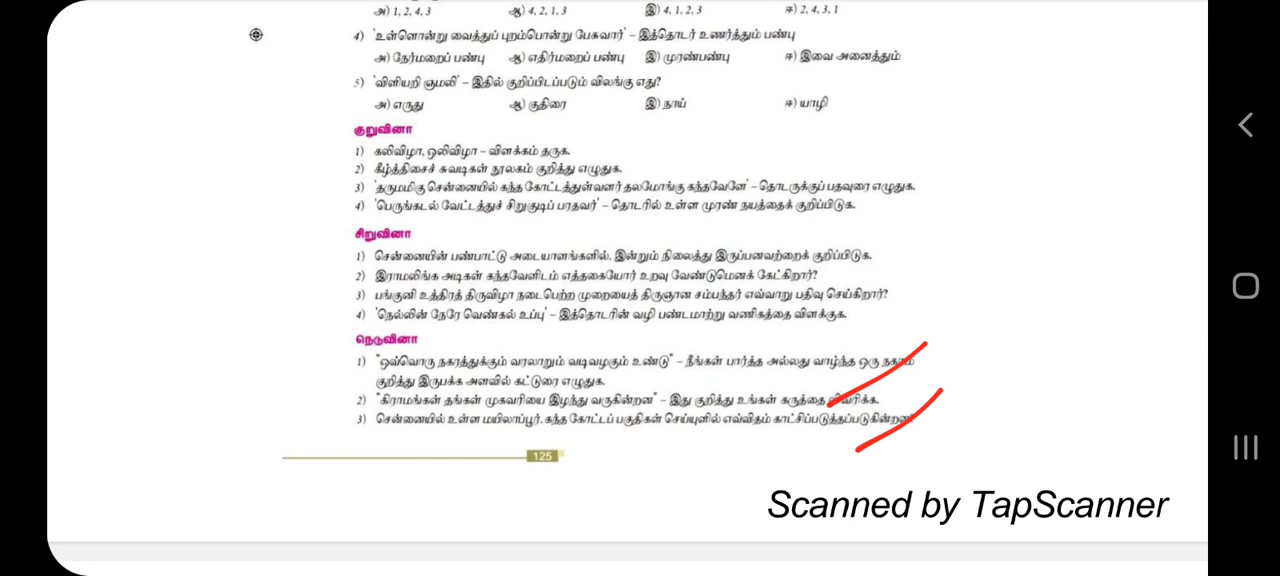 அ) 1, 2, 4, 3 ஆ) 4, 2, 1, 3 இ) 4, 1, 2, 3 ஈ) 2, 4, 3, 1
4) 'உள்ளொன்று வைத்துப் புறம்பொன்று பேசுவார்' – இத்தொடர் உணர்த்தும் பண்பு
அ) நேர்மறைப் பண்பு ஆ) எதிர்மறைப் பண்பு இ) முரண்பண்பு ஈ) இவை அனைத்தும்
5) 'விளியறி ஞமலி' – இதில் குறிப்பிடப்படும் விலங்கு எது?
அ) எருது ஆ) குதிரை இ) நாய் ஈ) யாழி
குறுவினா
1) கலிவிழா, ஒலிவிழா – விளக்கம் தருக.
2) கீழ்த்திசைச் சுவடிகள் நூலகம் குறித்து எழுதுக.
3) 'தருமமிகு சென்னையில் கந்த கோட்டத்துள்வளர் தலமோங்கு கந்தவேளே' – தொடருக்குப் பதவுரை எழுதுக.
4) 'பெருங்கடல் வேட்டத்துச் சிறுகுடிப் பரதவர்' – தொடரில் உள்ள முரண் நயத்தைக் குறிப்பிடுக.
சிறுவினா
1) சென்னையின் பண்பாட்டு அடையாளங்களில், இன்றும் நிலைத்து இருப்பனவற்றைக் குறிப்பிடுக.
2) இராமலிங்க அடிகள் கந்தவேளிடம் எத்தகையோர் உறவு வேண்டுமெனக் கேட்கிறார்?
3) பங்குனி உத்திரத் திருவிழா நடைபெற்ற முறையைத் திருஞான சம்பந்தர் எவ்வாறு பதிவு செய்கிறார்?
4) 'நெல்லின் நேரே வெண்கல் உப்பு' – இத்தொடரின் வழி பண்டமாற்று வணிகத்தை விளக்குக.
நெடுவினா
1) "ஒவ்வொரு நகரத்துக்கும் வரலாறும் வடிவழகும் உண்டு" – நீங்கள் பார்த்த அல்லது வாழ்ந்த ஒரு நகரம்
குறித்து இருபக்க அளவில் கட்டுரை எழுதுக.
2) "கிராமங்கள் தங்கள் முகவரியை இழந்து வருகின்றன" – இது குறித்து உங்கள் கருத்தை விவரிக்க.
3) சென்னையில் உள்ள மயிலாப்பூர், கந்த கோட்டப் பகுதிகள் செய்யுளில் எவ்விதம் காட்சிப்படுத்தப்படுகின்றன?
125
Scanned by TapScanner